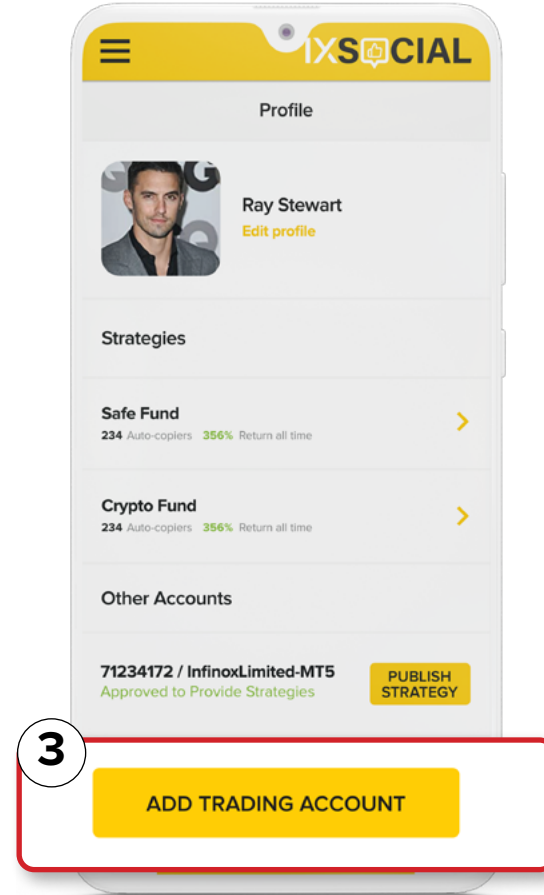 IXSOCIAL
Profile
Ray Stewart
Edit profile
Strategies
Safe Fund
234 Auto-copiers 356% Return all time
Crypto Fund
234 Auto-copiers 356% Return all time
Other Accounts
71234172 / InfinoxLimited-MT5
Approved to Provide Strategies
PUBLISH
STRATEGY
3
ADD TRADING ACCOUNT